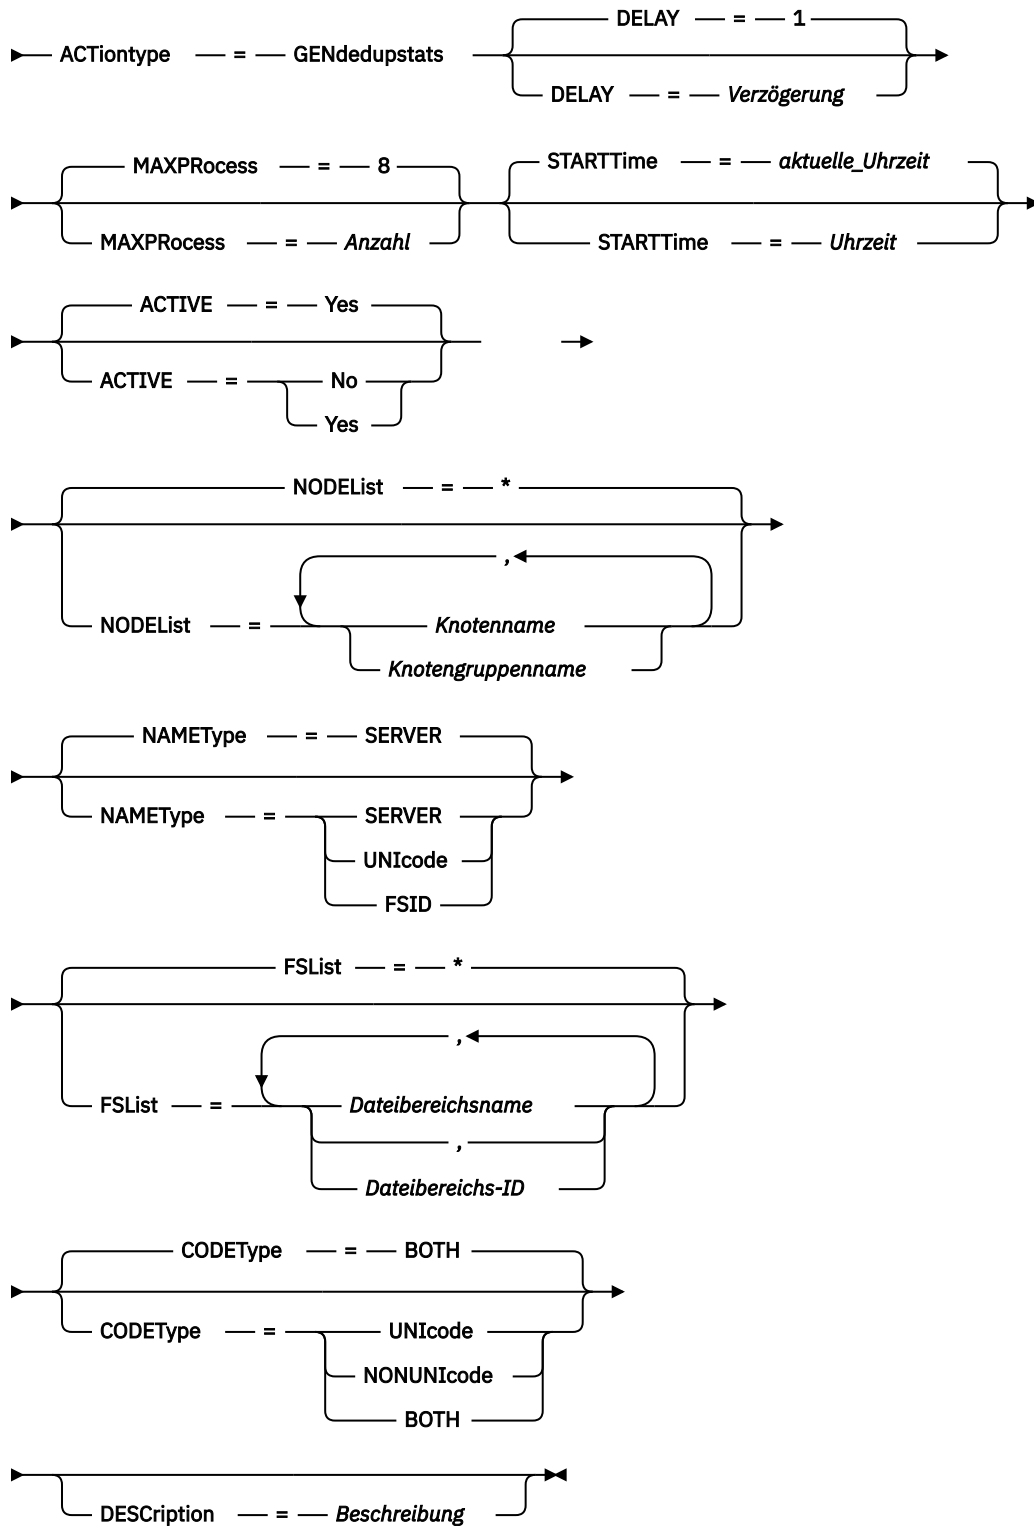 DELAY = 1
ACTiontype = GENdedupstats
DELAY = Verzögerung
MAXPRocess = 8
STARTTime = aktuelle_Uhrzeit
MAXPRocess = Anzahl
STARTTime = Uhrzeit
ACTIVE = Yes
ACTIVE = No
Yes
NODEList = *
,
NODEList = Knotenname
Knotengruppenname
NAMEType = SERVER
NAMEType = SERVER
UNIcode
FSID
FSList = *
,
FSList = Dateibereichsname
,
Dateibereichs-ID
CODEType = BOTH
CODEType = UNIcode
NONUNIcode
BOTH
DESCription = Beschreibung